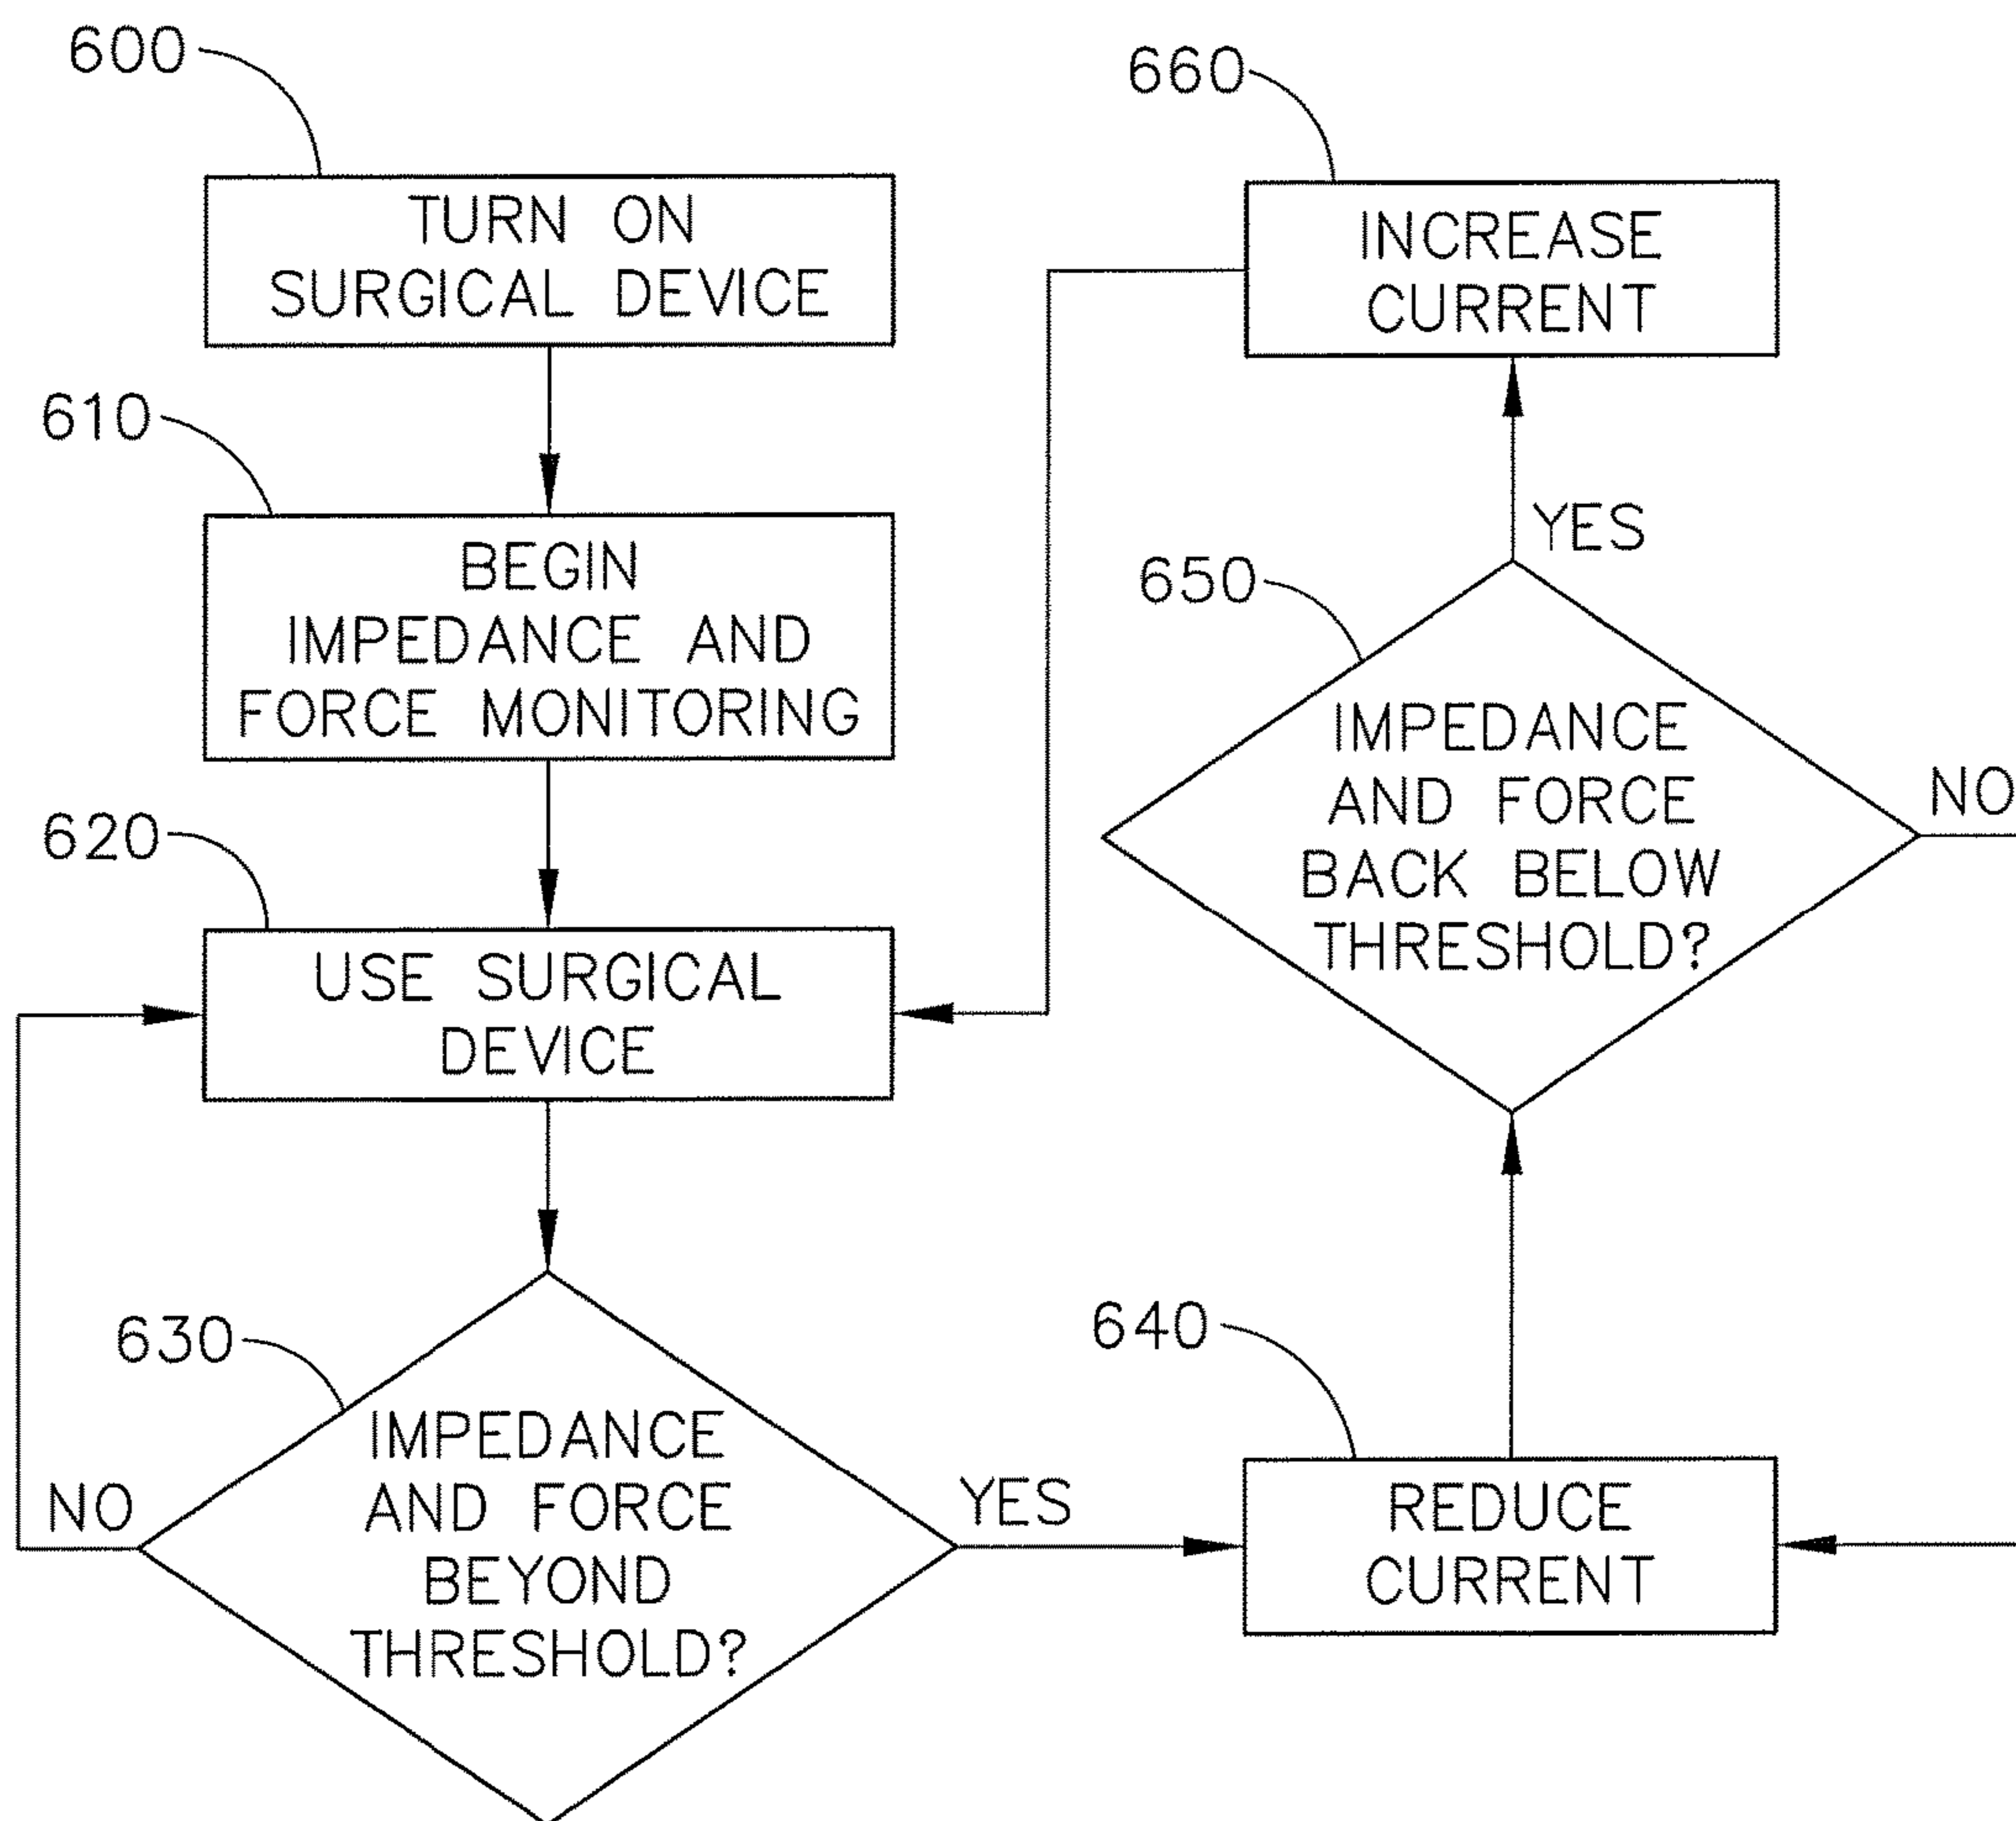 600
TURN ON
SURGICAL DEVICE
610
BEGIN
IMPEDANCE AND
FORCE MONITORING
620
USE SURGICAL
DEVICE
630
IMPEDANCE
AND FORCE
BEYOND
THRESHOLD?
NO
YES
640
REDUCE
CURRENT
650
IMPEDANCE
AND FORCE
BACK BELOW
THRESHOLD?
YES
NO
660
INCREASE
CURRENT